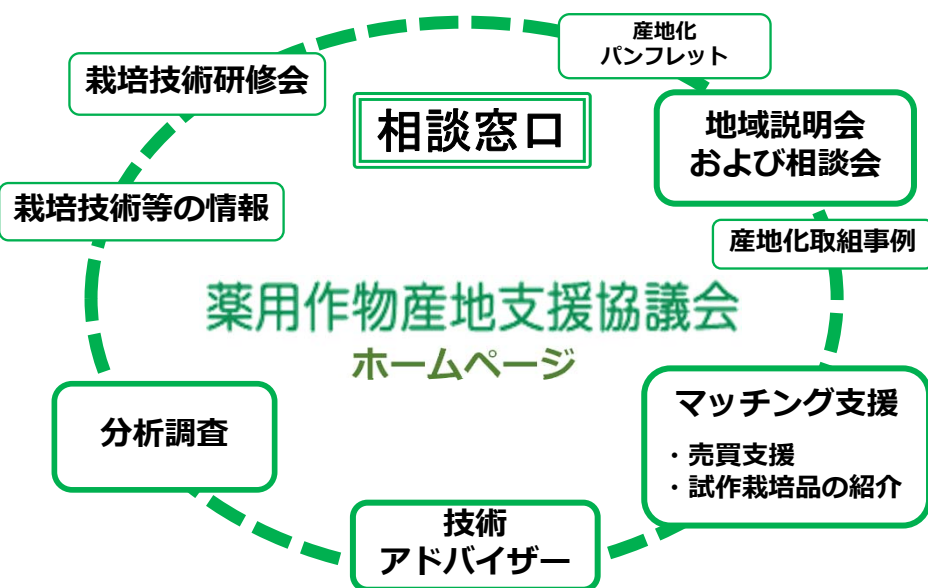 産地化
パンフレット
栽培技術研修会
相談窓口
地域説明会
および相談会
栽培技術等の情報
産地化取組事例
薬用作物産地支援協議会
ホームページ
マッチング支援
・売買支援
・試作栽培品の紹介
分析調査
技術
アドバイザー